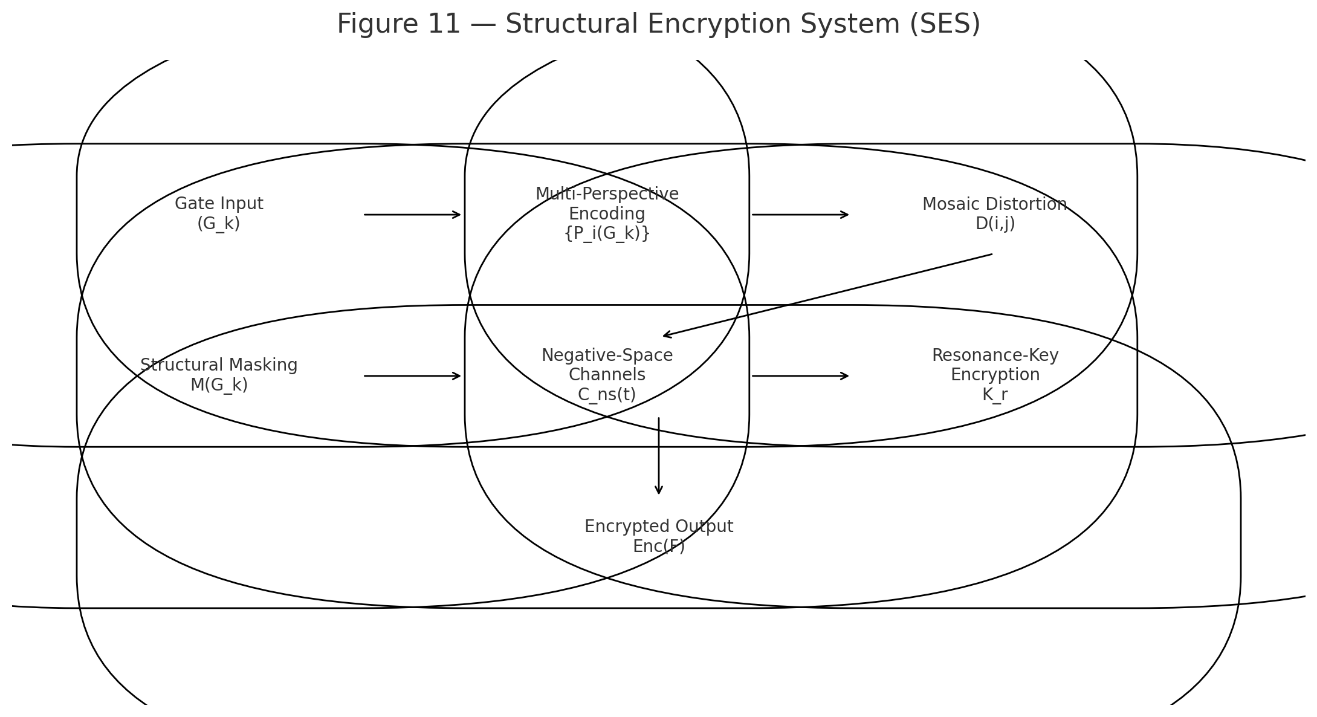 Figure 11 — Structural Encryption System (SES)
Gate Input
(G_k)
Multi-Perspective
Encoding
{P_i(G_k)}
Mosaic Distortion
D(i,j)
Structural Masking
M(G_k)
Negative-Space
Channels
C_ns(t)
Resonance-Key
Encryption
K_r
Encrypted Output
Enc(F)